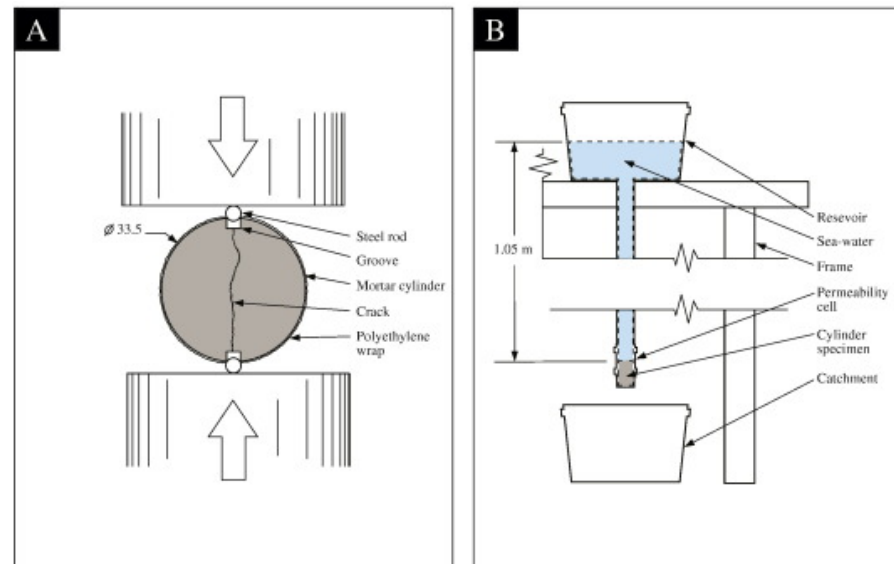 A
Ø 33.5
Steel rod
Groove
Mortar cylinder
Crack
Polyethylene
wrap
B
1.05 m
Resevoir
Sea-water
Frame
Permeability
cell
Cylinder
specimen
Catchment